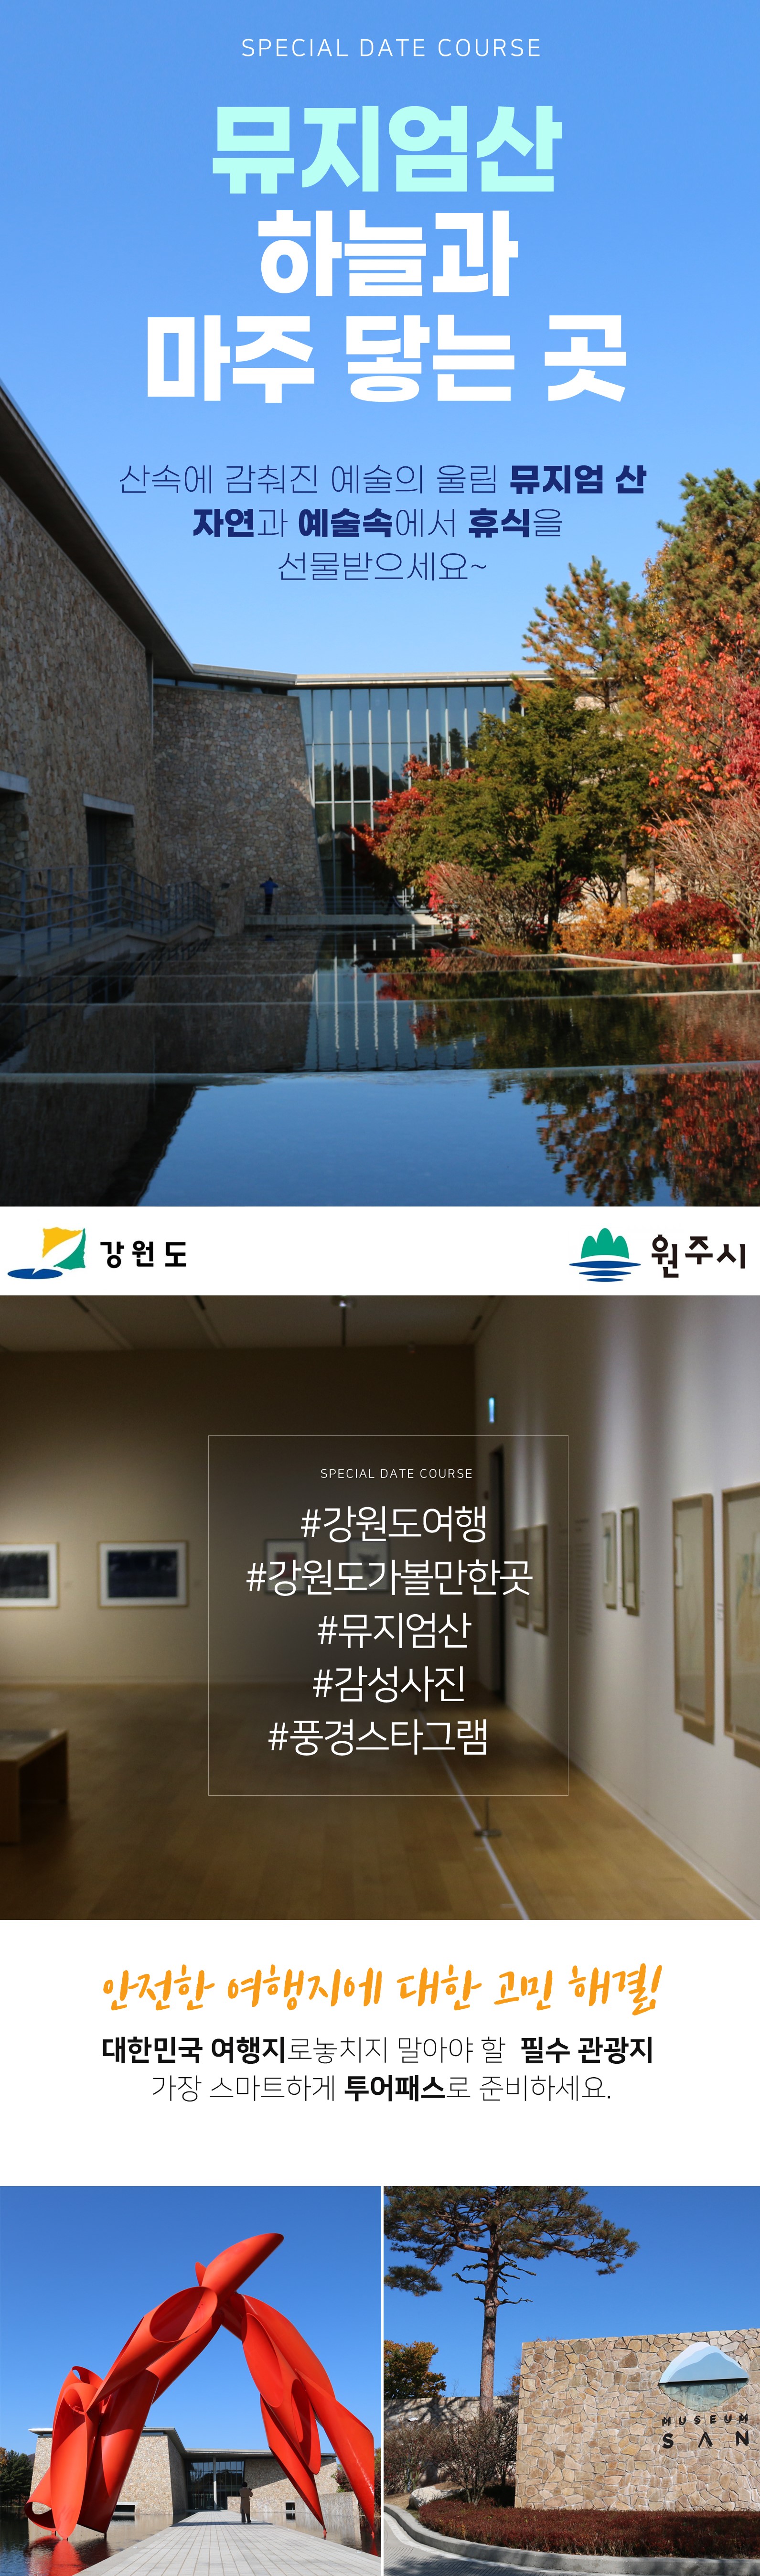 SPECIAL DATE COURSE
뮤지엄산
하늘과
마주 닿는 곳
산속에 감춰진 예술의 울림 뮤지엄 산
자연과 예술속에서 휴식을
선물받으세요~
강원도
원주시
SPECIAL DATE COURSE
#강원도여행
#강원도가볼만한곳
#뮤지엄산
#감성사진
#풍경스타그램
안전한 여행지에 대한 고민 해결!
대한민국 여행지로놓치지 말아야 할 필수 관광지
가장 스마트하게 투어패스로 준비하세요.
MUSEUM
SAN